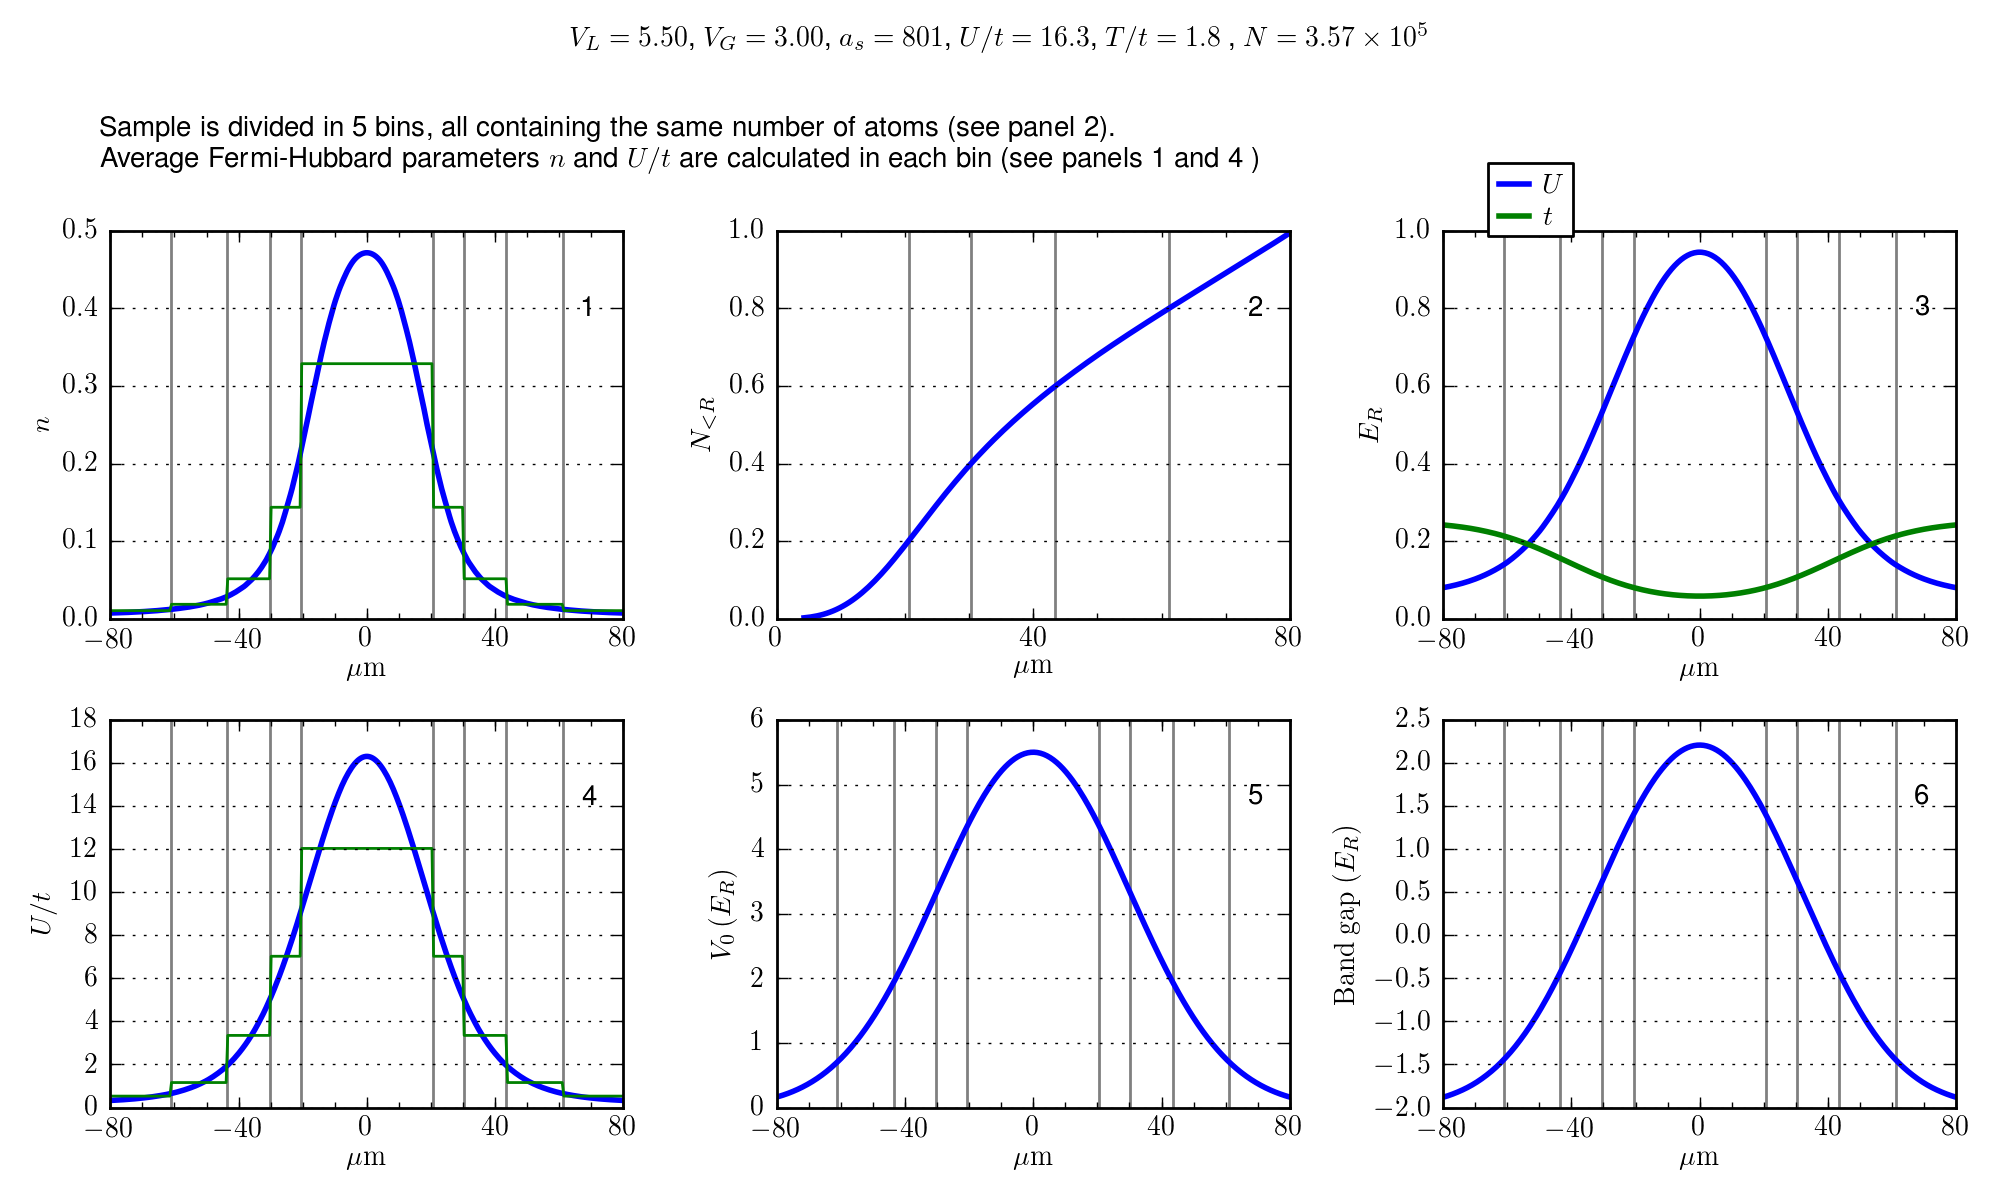 V_L = 5.50, V_G = 3.00, a_s = 801, U/t = 16.3, T/t = 1.8 , N = 3.57 × 10^5
Sample is divided in 5 bins, all containing the same number of atoms (see panel 2).
Average Fermi-Hubbard parameters n and U/t are calculated in each bin (see panels 1 and 4 )
U
t
n
0.5
0.4
0.3
0.2
0.1
0.0
1
−80 −40 0 40 80
µm
N_{<R}
1.0
0.8
0.6
0.4
0.2
0.0
2
0 40 80
µm
E_R
1.0
0.8
0.6
0.4
0.2
0.0
3
−80 −40 0 40 80
µm
U/t
18
16
14
12
10
8
6
4
2
0
4
−80 −40 0 40 80
µm
V_0 (E_R)
6
5
4
3
2
1
0
5
−80 −40 0 40 80
µm
Band gap (E_R)
2.5
2.0
1.5
1.0
0.5
0.0
−0.5
−1.0
−1.5
−2.0
6
−80 −40 0 40 80
µm